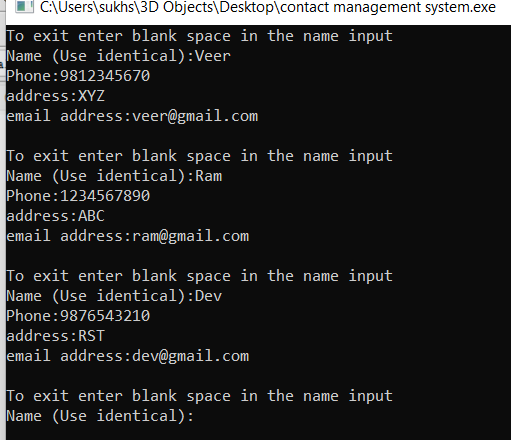 C:\Users\sukhs\3D Objects\Desktop\contact management system.exe
To exit enter blank space in the name input
Name (Use identical):Veer
Phone:9812345670
address:XYZ
email address:veer@gmail.com
To exit enter blank space in the name input
Name (Use identical):Ram
Phone:1234567890
address:ABC
email address:ram@gmail.com
To exit enter blank space in the name input
Name (Use identical):Dev
Phone:9876543210
address:RST
email address:dev@gmail.com
To exit enter blank space in the name input
Name (Use identical):